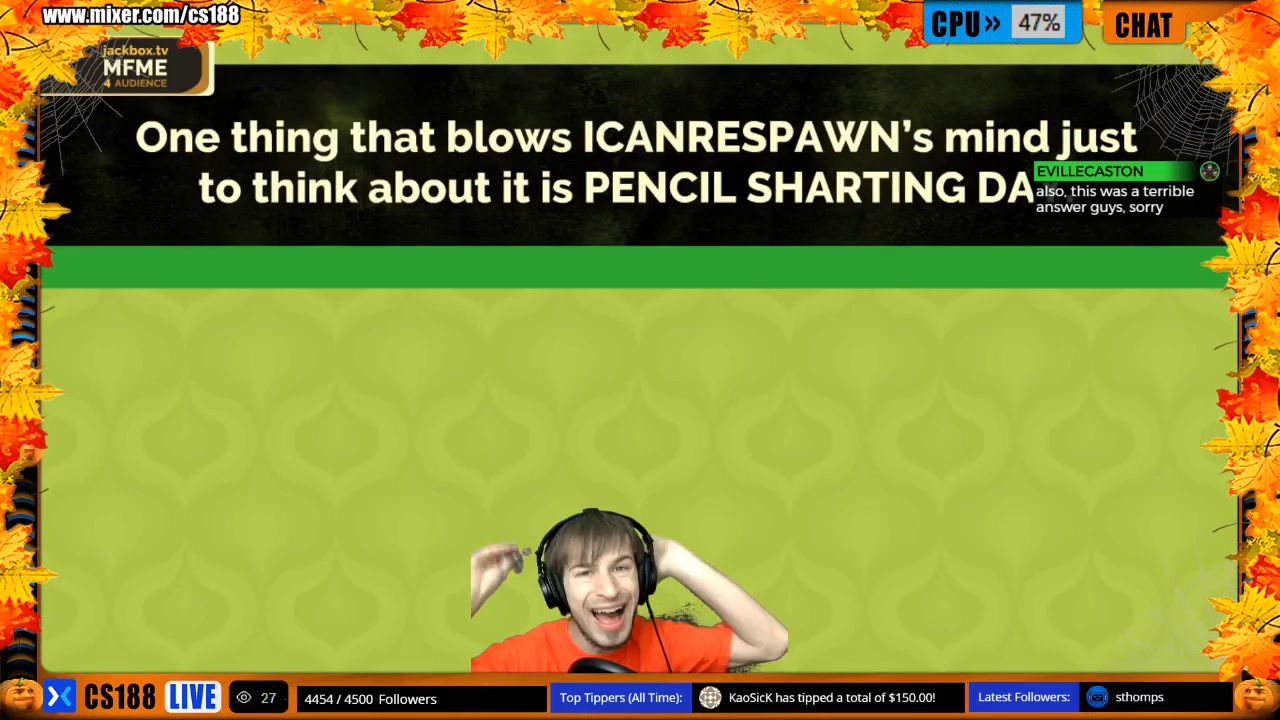 www.mixer.com/cs188
CPU»
47%
CHAT
jackbox.tv
MFME
4 AUDIENCE
One thing that blows ICANRESPAWN's mind just
to think about it is PENCIL SHARTING DA
EVILLECASTON
also, this was a terrible
answer guys, sorry
CS188 LIVE
27
4454 / 4500 Followers
Top Tippers (All Time):
KaoSicK has tipped a total of $150.00!
Latest Followers:
sthomps